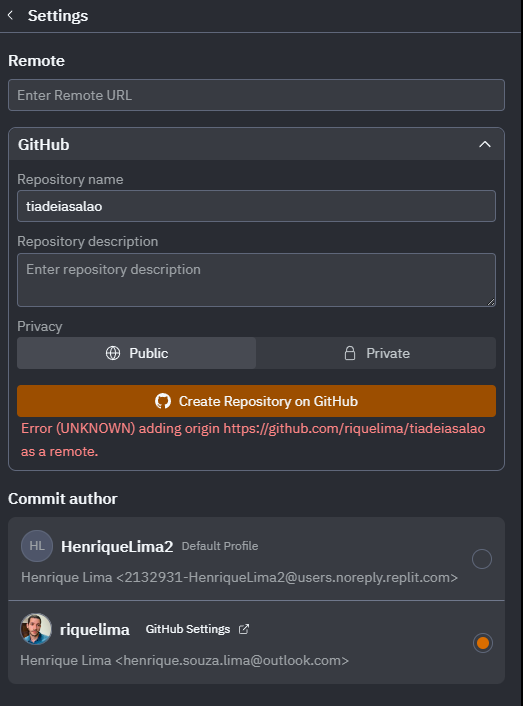 Settings
Remote
Enter Remote URL
GitHub
Repository name
tiadeiasalao
Repository description
Enter repository description
Privacy
Public
Private
Create Repository on GitHub
Error (UNKNOWN) adding origin https://github.com/riquelima/tiadeiasalao
as a remote.
Commit author
HL
HenriqueLima2 Default Profile
Henrique Lima <2132931-HenriqueLima2@users.noreply.replit.com>
riquelima GitHub Settings
Henrique Lima <henrique.souza.lima@outlook.com>